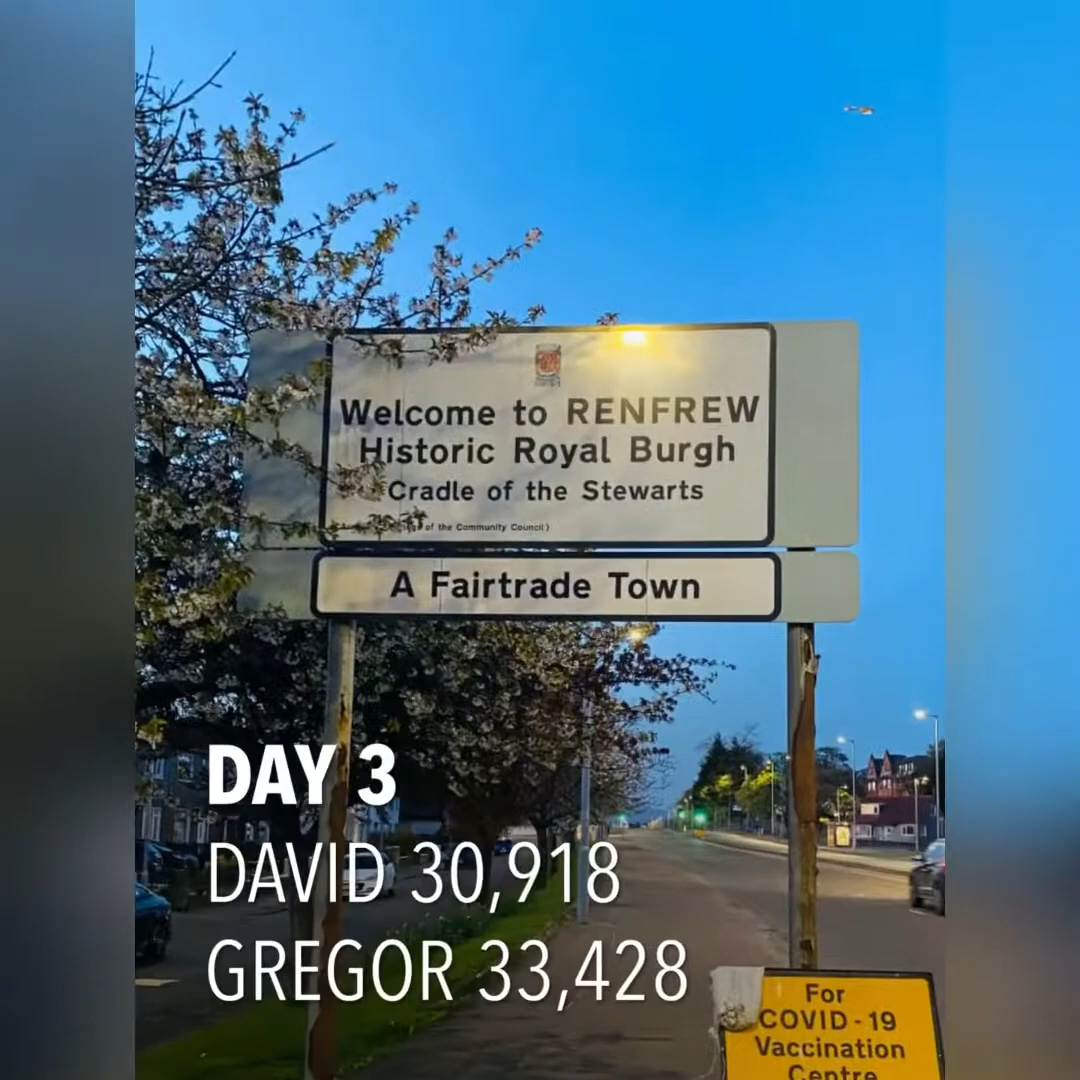 Welcome to RENFREW
Historic Royal Burgh
Cradle of the Stewarts
of the Community Council)
A Fairtrade Town
DAY 3
DAVID 30,918
GREGOR 33,428
For
COVID-19
Vaccination
Centre